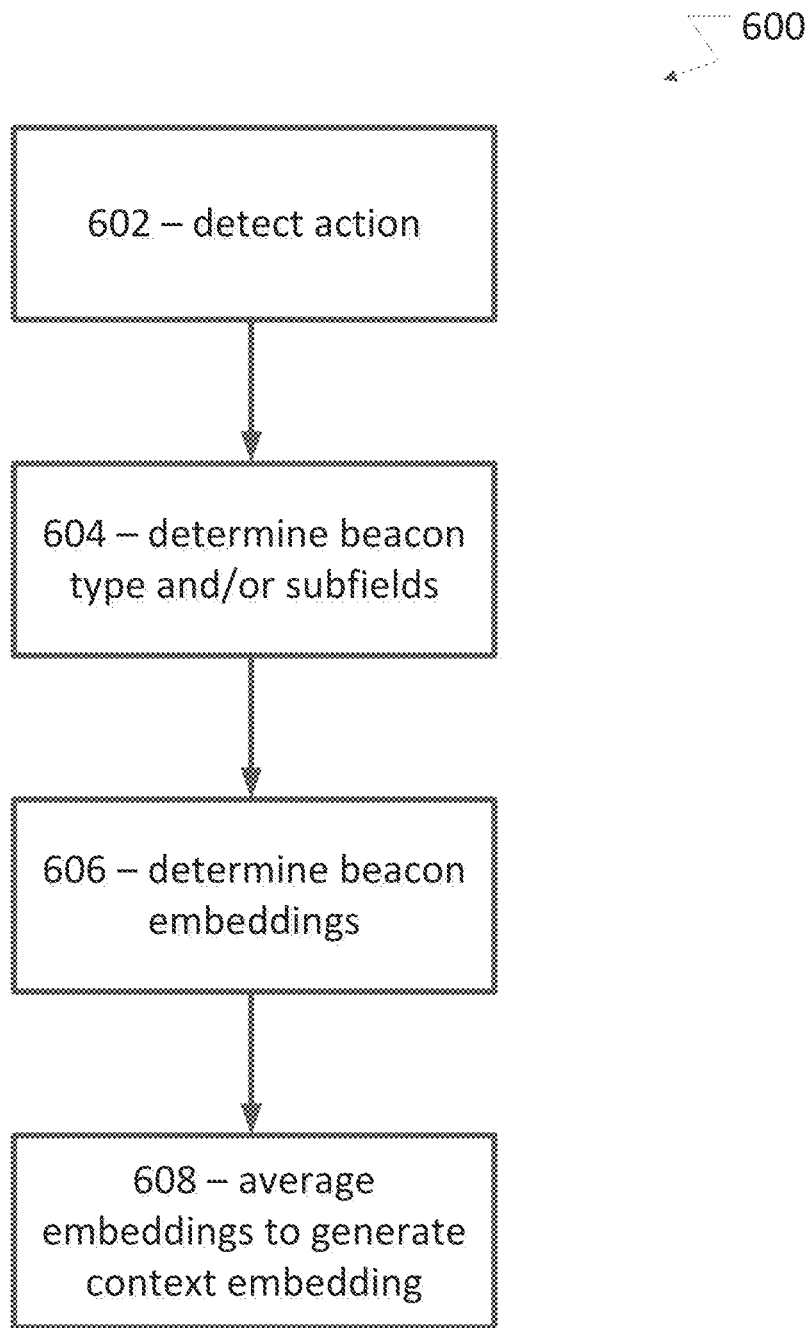 600
602 – detect action
604 – determine beacon
type and/or subfields
606 – determine beacon
embeddings
608 – average
embeddings to generate
context embedding